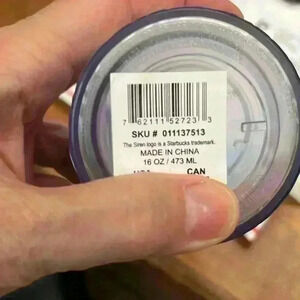 7 62111 52723 3
SKU # 011137513
The Siren logo is a Starbucks trademark.
MADE IN CHINA
16 OZ / 473 ML
CAN